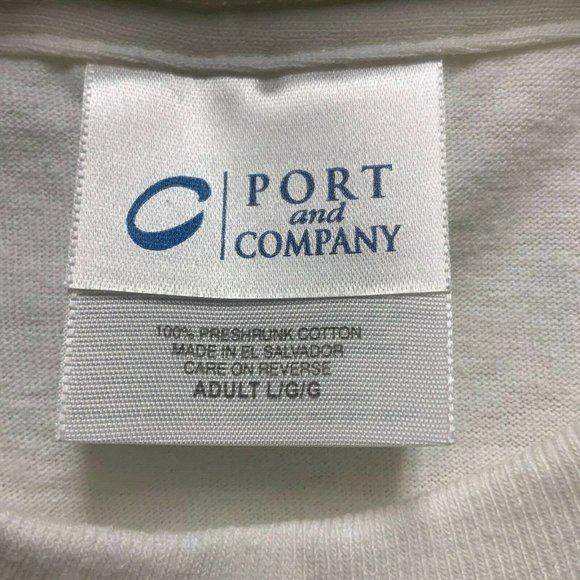 PORT
and
COMPANY
100% PRESHRUNK COTTON
MADE IN EL SALVADOR
CARE ON REVERSE
ADULT L/G/G